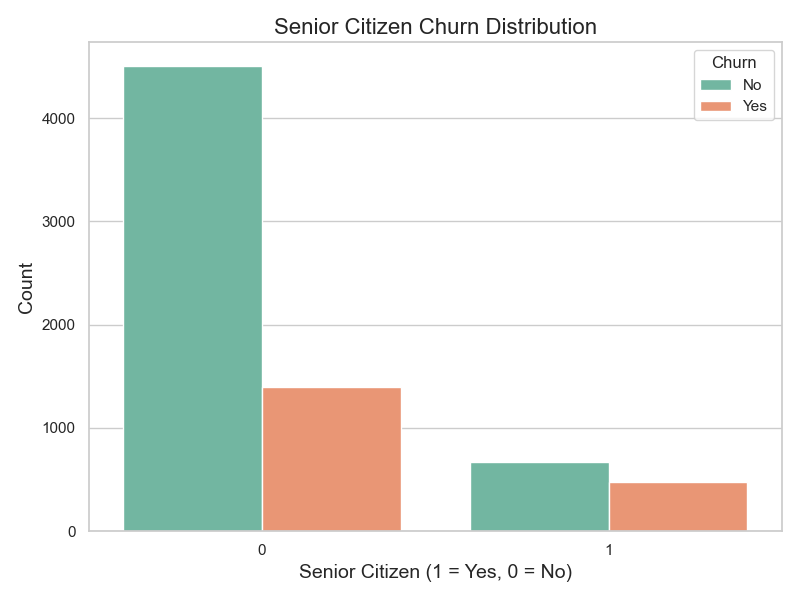 Senior Citizen Churn Distribution
Churn
No
Yes
Count
4000
3000
2000
1000
0
0 1
Senior Citizen (1 = Yes, 0 = No)